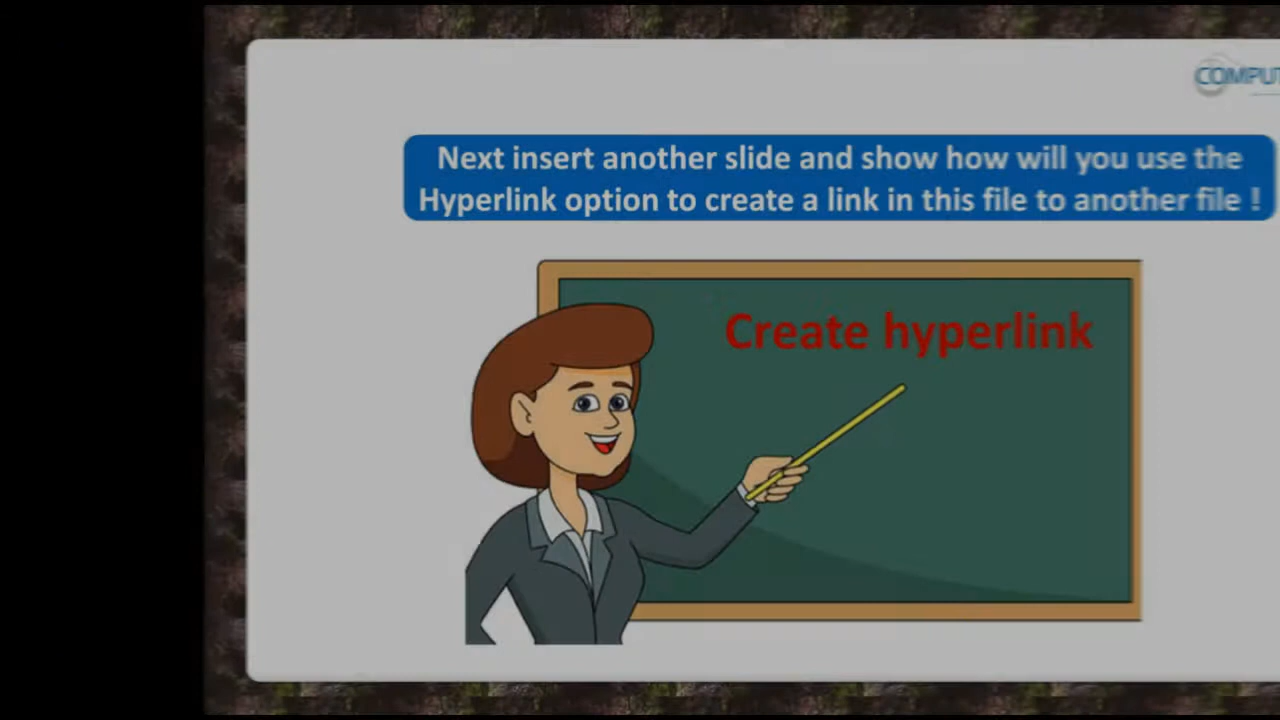 COMPUT
Next insert another slide and show how will you use the
Hyperlink option to create a link in this file to another file !
Create hyperlink